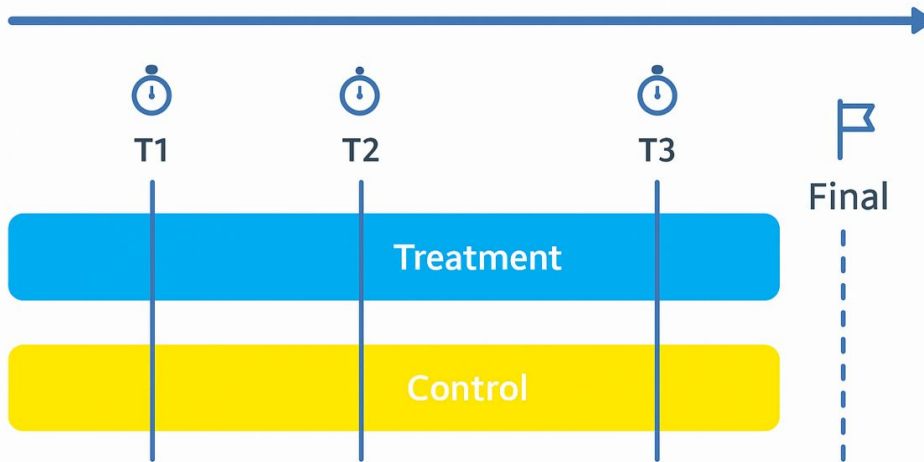 T1
T2
T3
Final
Treatment
Control